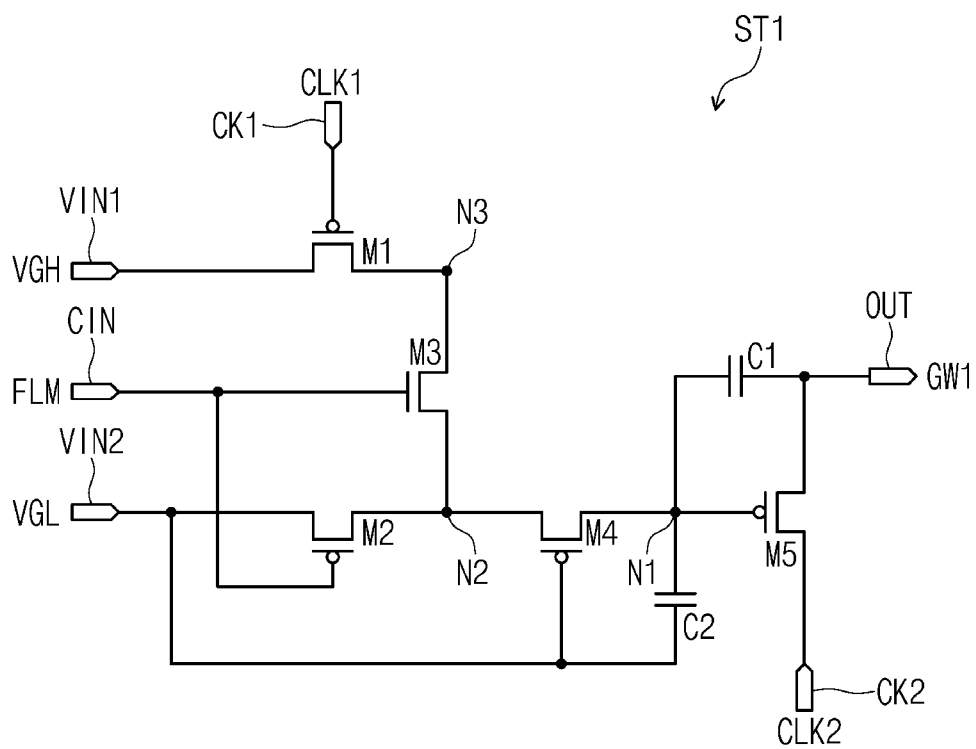 ST1
CLK1
CK1
VIN1
N3
VGH
M1
CIN
OUT
M3
C1
FLM
GW1
VIN2
VGL
M2
M4
M5
N2
N1
C2
CK2
CLK2